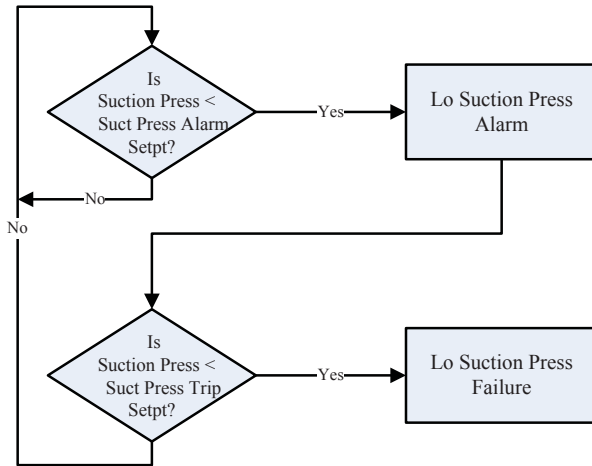 Is
Suction Press <
Suct Press Alarm
Setpt?
Yes
Lo Suction Press
Alarm
No
No
Is
Suction Press <
Suct Press Trip
Setpt?
Yes
Lo Suction Press
Failure